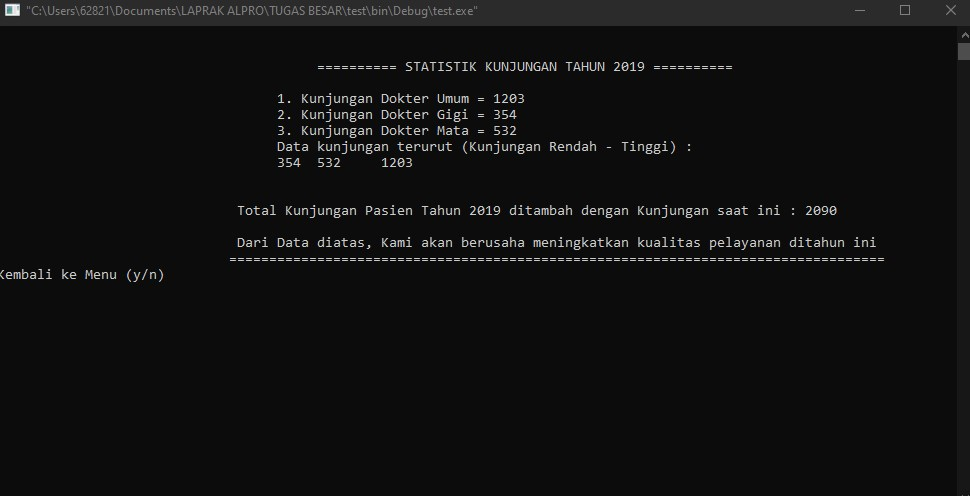 "C:\Users\62821\Documents\LAPRAK ALPRO\TUGAS BESAR\test\bin\Debug\test.exe"
========== STATISTIK KUNJUNGAN TAHUN 2019 ==========
1. Kunjungan Dokter Umum = 1203
2. Kunjungan Dokter Gigi = 354
3. Kunjungan Dokter Mata = 532
Data kunjungan terurut (Kunjungan Rendah - Tinggi) :
354 532 1203
Total Kunjungan Pasien Tahun 2019 ditambah dengan Kunjungan saat ini : 2090
Dari Data diatas, Kami akan berusaha meningkatkan kualitas pelayanan ditahun ini
==================================================================================
Kembali ke Menu (y/n)